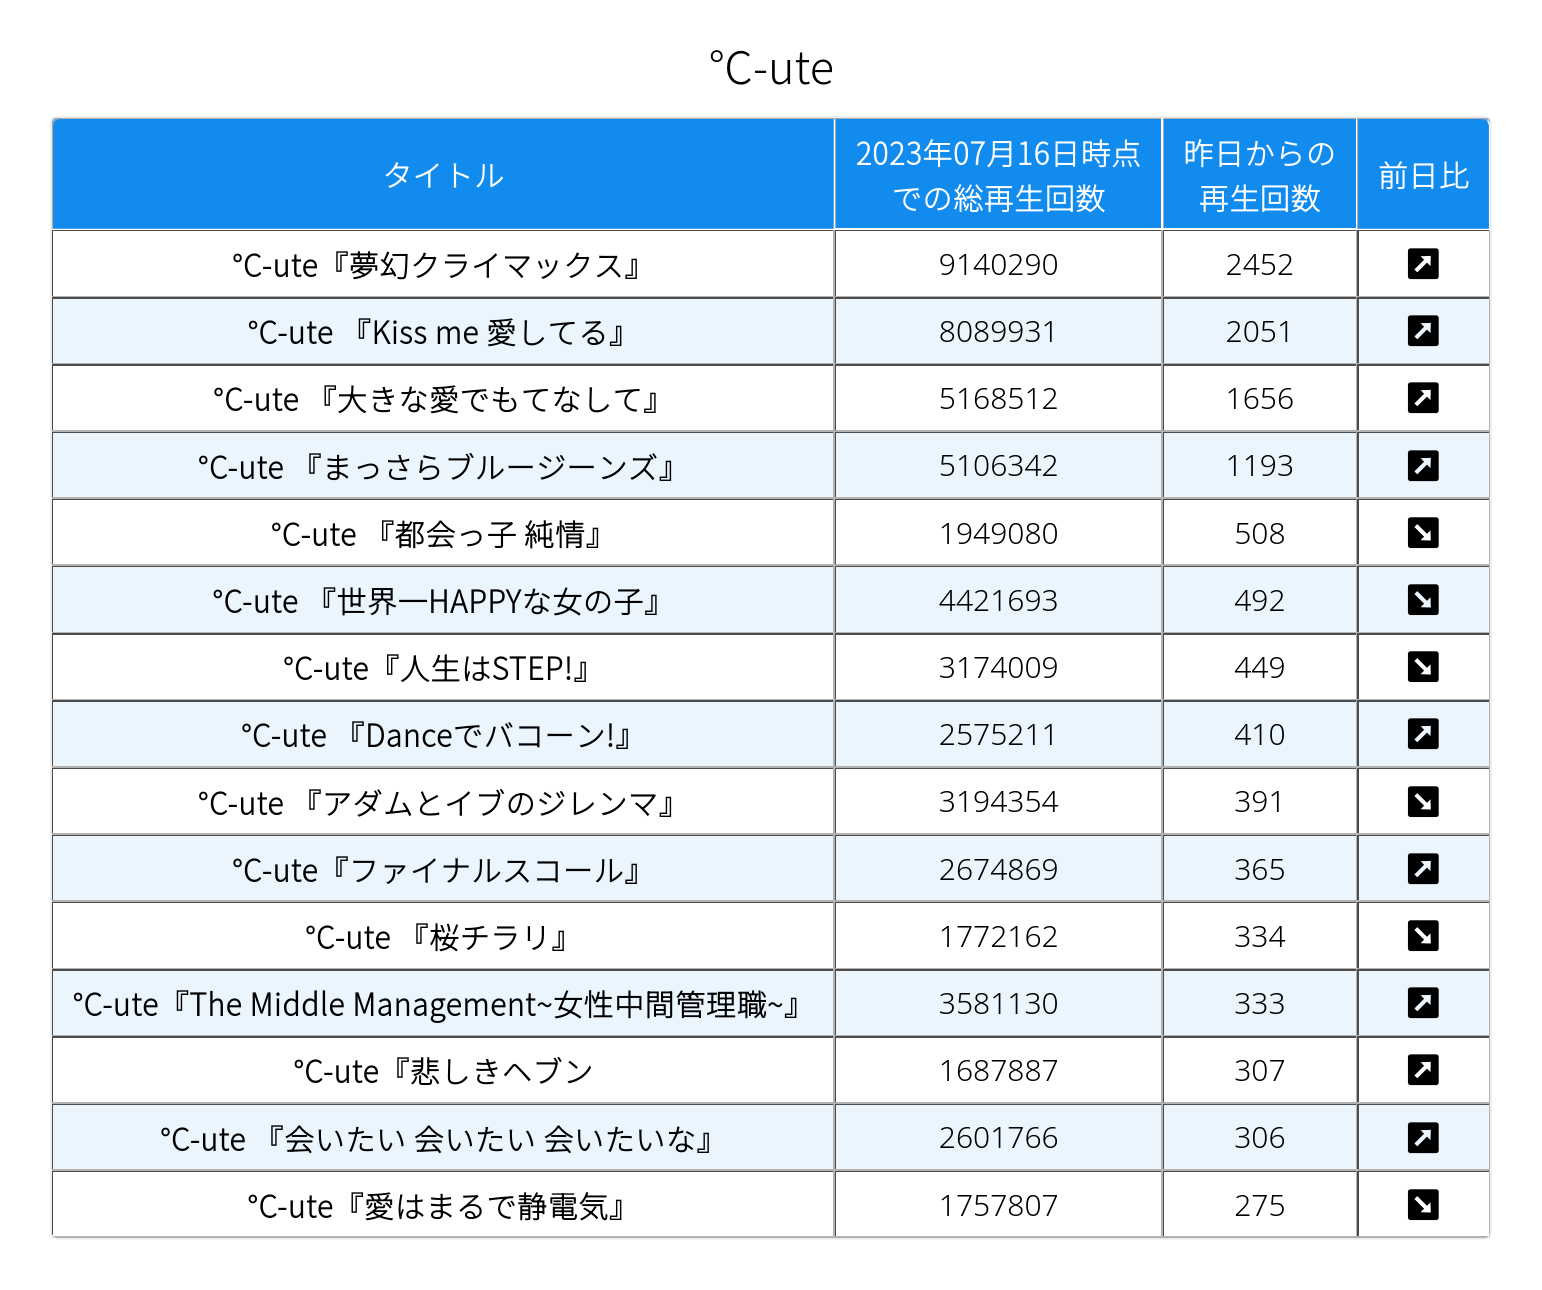 ℃-ute
タイトル
2023年07月16日時点
での総再生回数
昨日からの
再生回数
前日比
℃-ute『夢幻クライマックス』 9140290 2452 ↗
℃-ute 『Kiss me 愛してる』 8089931 2051 ↗
℃-ute 『大きな愛でもてなして』 5168512 1656 ↗
℃-ute 『まっさらブルージーンズ』 5106342 1193 ↗
℃-ute 『都会っ子 純情』 1949080 508 ↘
℃-ute 『世界一HAPPYな女の子』 4421693 492 ↘
℃-ute『人生はSTEP!』 3174009 449 ↘
℃-ute 『Danceでバコーン!』 2575211 410 ↗
℃-ute 『アダムとイブのジレンマ』 3194354 391 ↘
℃-ute『ファイナルスコール』 2674869 365 ↗
℃-ute 『桜チラリ』 1772162 334 ↘
℃-ute『The Middle Management~女性中間管理職~』 3581130 333 ↗
℃-ute『悲しきヘブン 1687887 307 ↗
℃-ute 『会いたい 会いたい 会いたいな』 2601766 306 ↗
℃-ute『愛はまるで静電気』 1757807 275 ↘